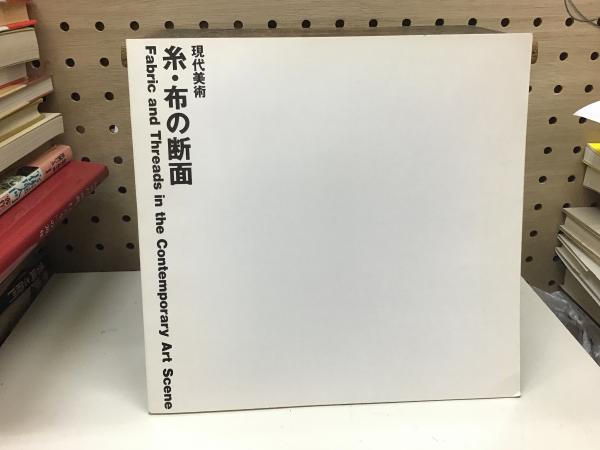 現代美術
糸・布の断面
Fabric and Threads in the Contemporary Art Scene